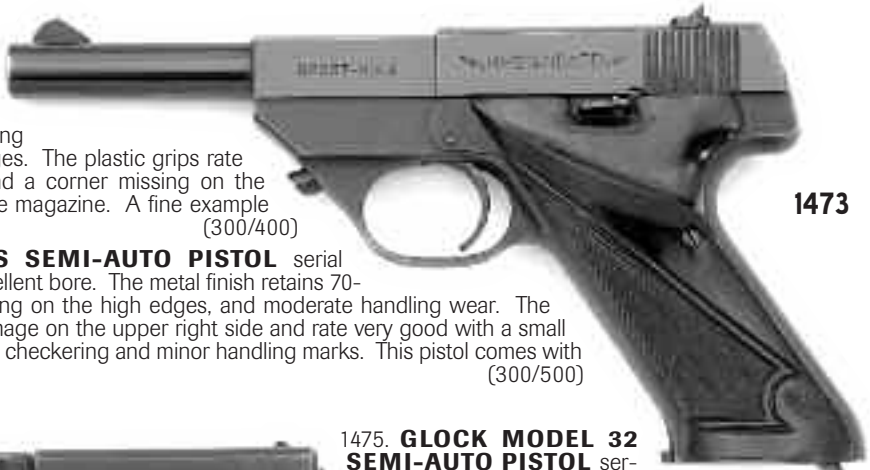 ing
ges. The plastic grips rate
nd a corner missing on the
e magazine. A fine example
(300/400)
S SEMI-AUTO PISTOL serial
ellent bore. The metal finish retains 70-
ing on the high edges, and moderate handling wear. The
mage on the upper right side and rate very good with a small
checkering and minor handling marks. This pistol comes with
(300/500)
1473
1475. GLOCK MODEL 32
SEMI-AUTO PISTOL ser-